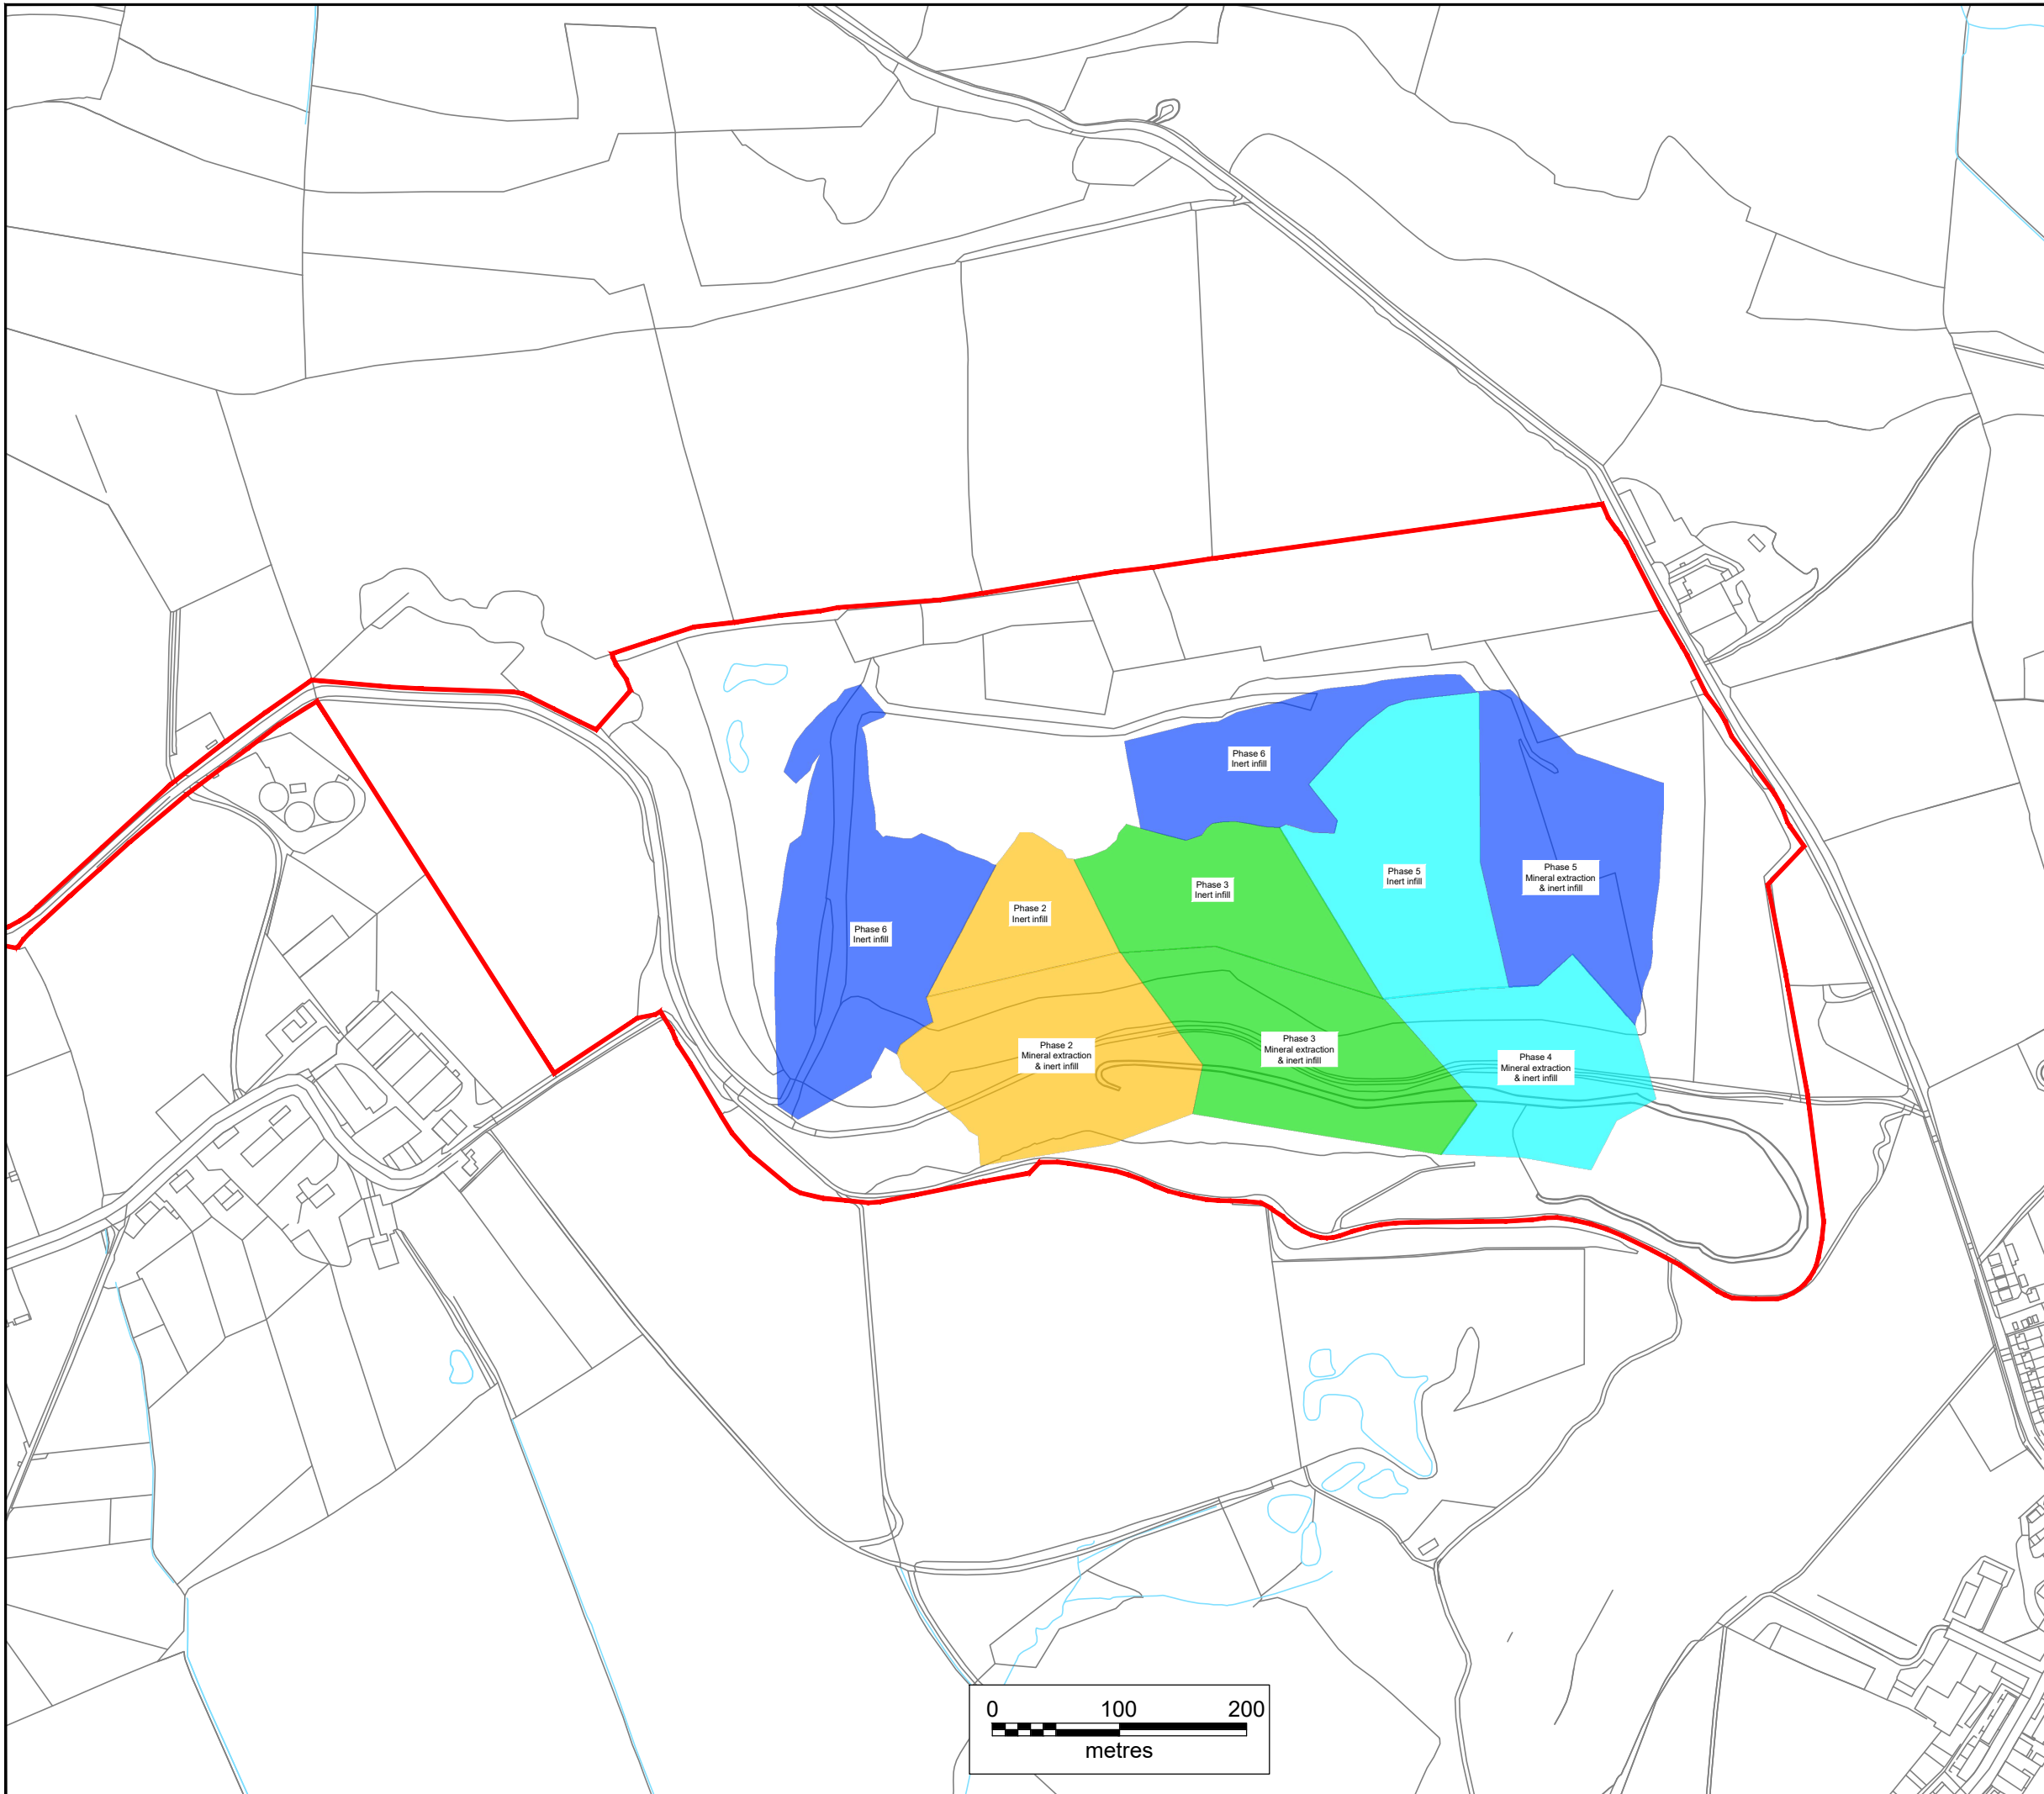 Phase 6
Inert infill
Phase 5
Mineral extraction
& inert infill
Phase 5
Inert infill
Phase 3
Inert infill
Phase 2
Inert infill
Phase 6
Inert infill
Phase 2
Mineral extraction
& inert infill
Phase 3
Mineral extraction
& inert infill
Phase 4
Mineral extraction
& inert infill
0 100 200
metres